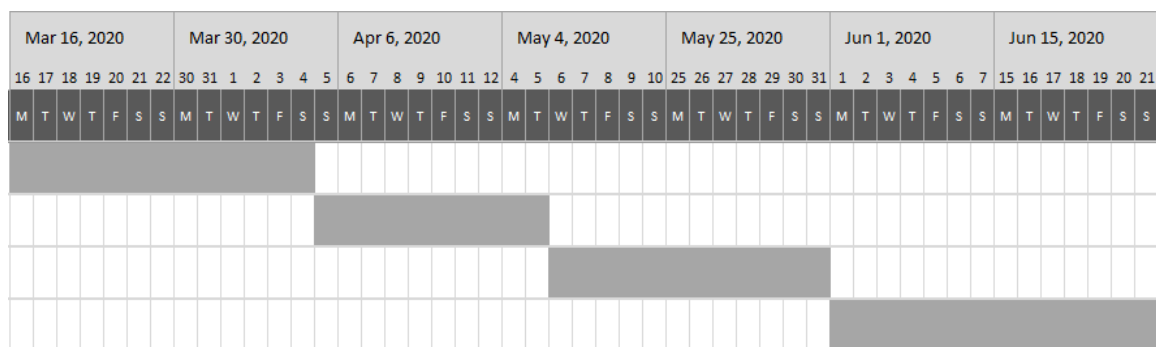 Mar 16, 2020 Mar 30, 2020 Apr 6, 2020 May 4, 2020 May 25, 2020 Jun 1, 2020 Jun 15, 2020
16 17 18 19 20 21 22 30 31 1 2 3 4 5 6 7 8 9 10 11 12 4 5 6 7 8 9 10 25 26 27 28 29 30 31 1 2 3 4 5 6 7 15 16 17 18 19 20 21
M T W T F S S M T W T F S S M T W T F S S M T W T F S S M T W T F S S M T W T F S S M T W T F S S